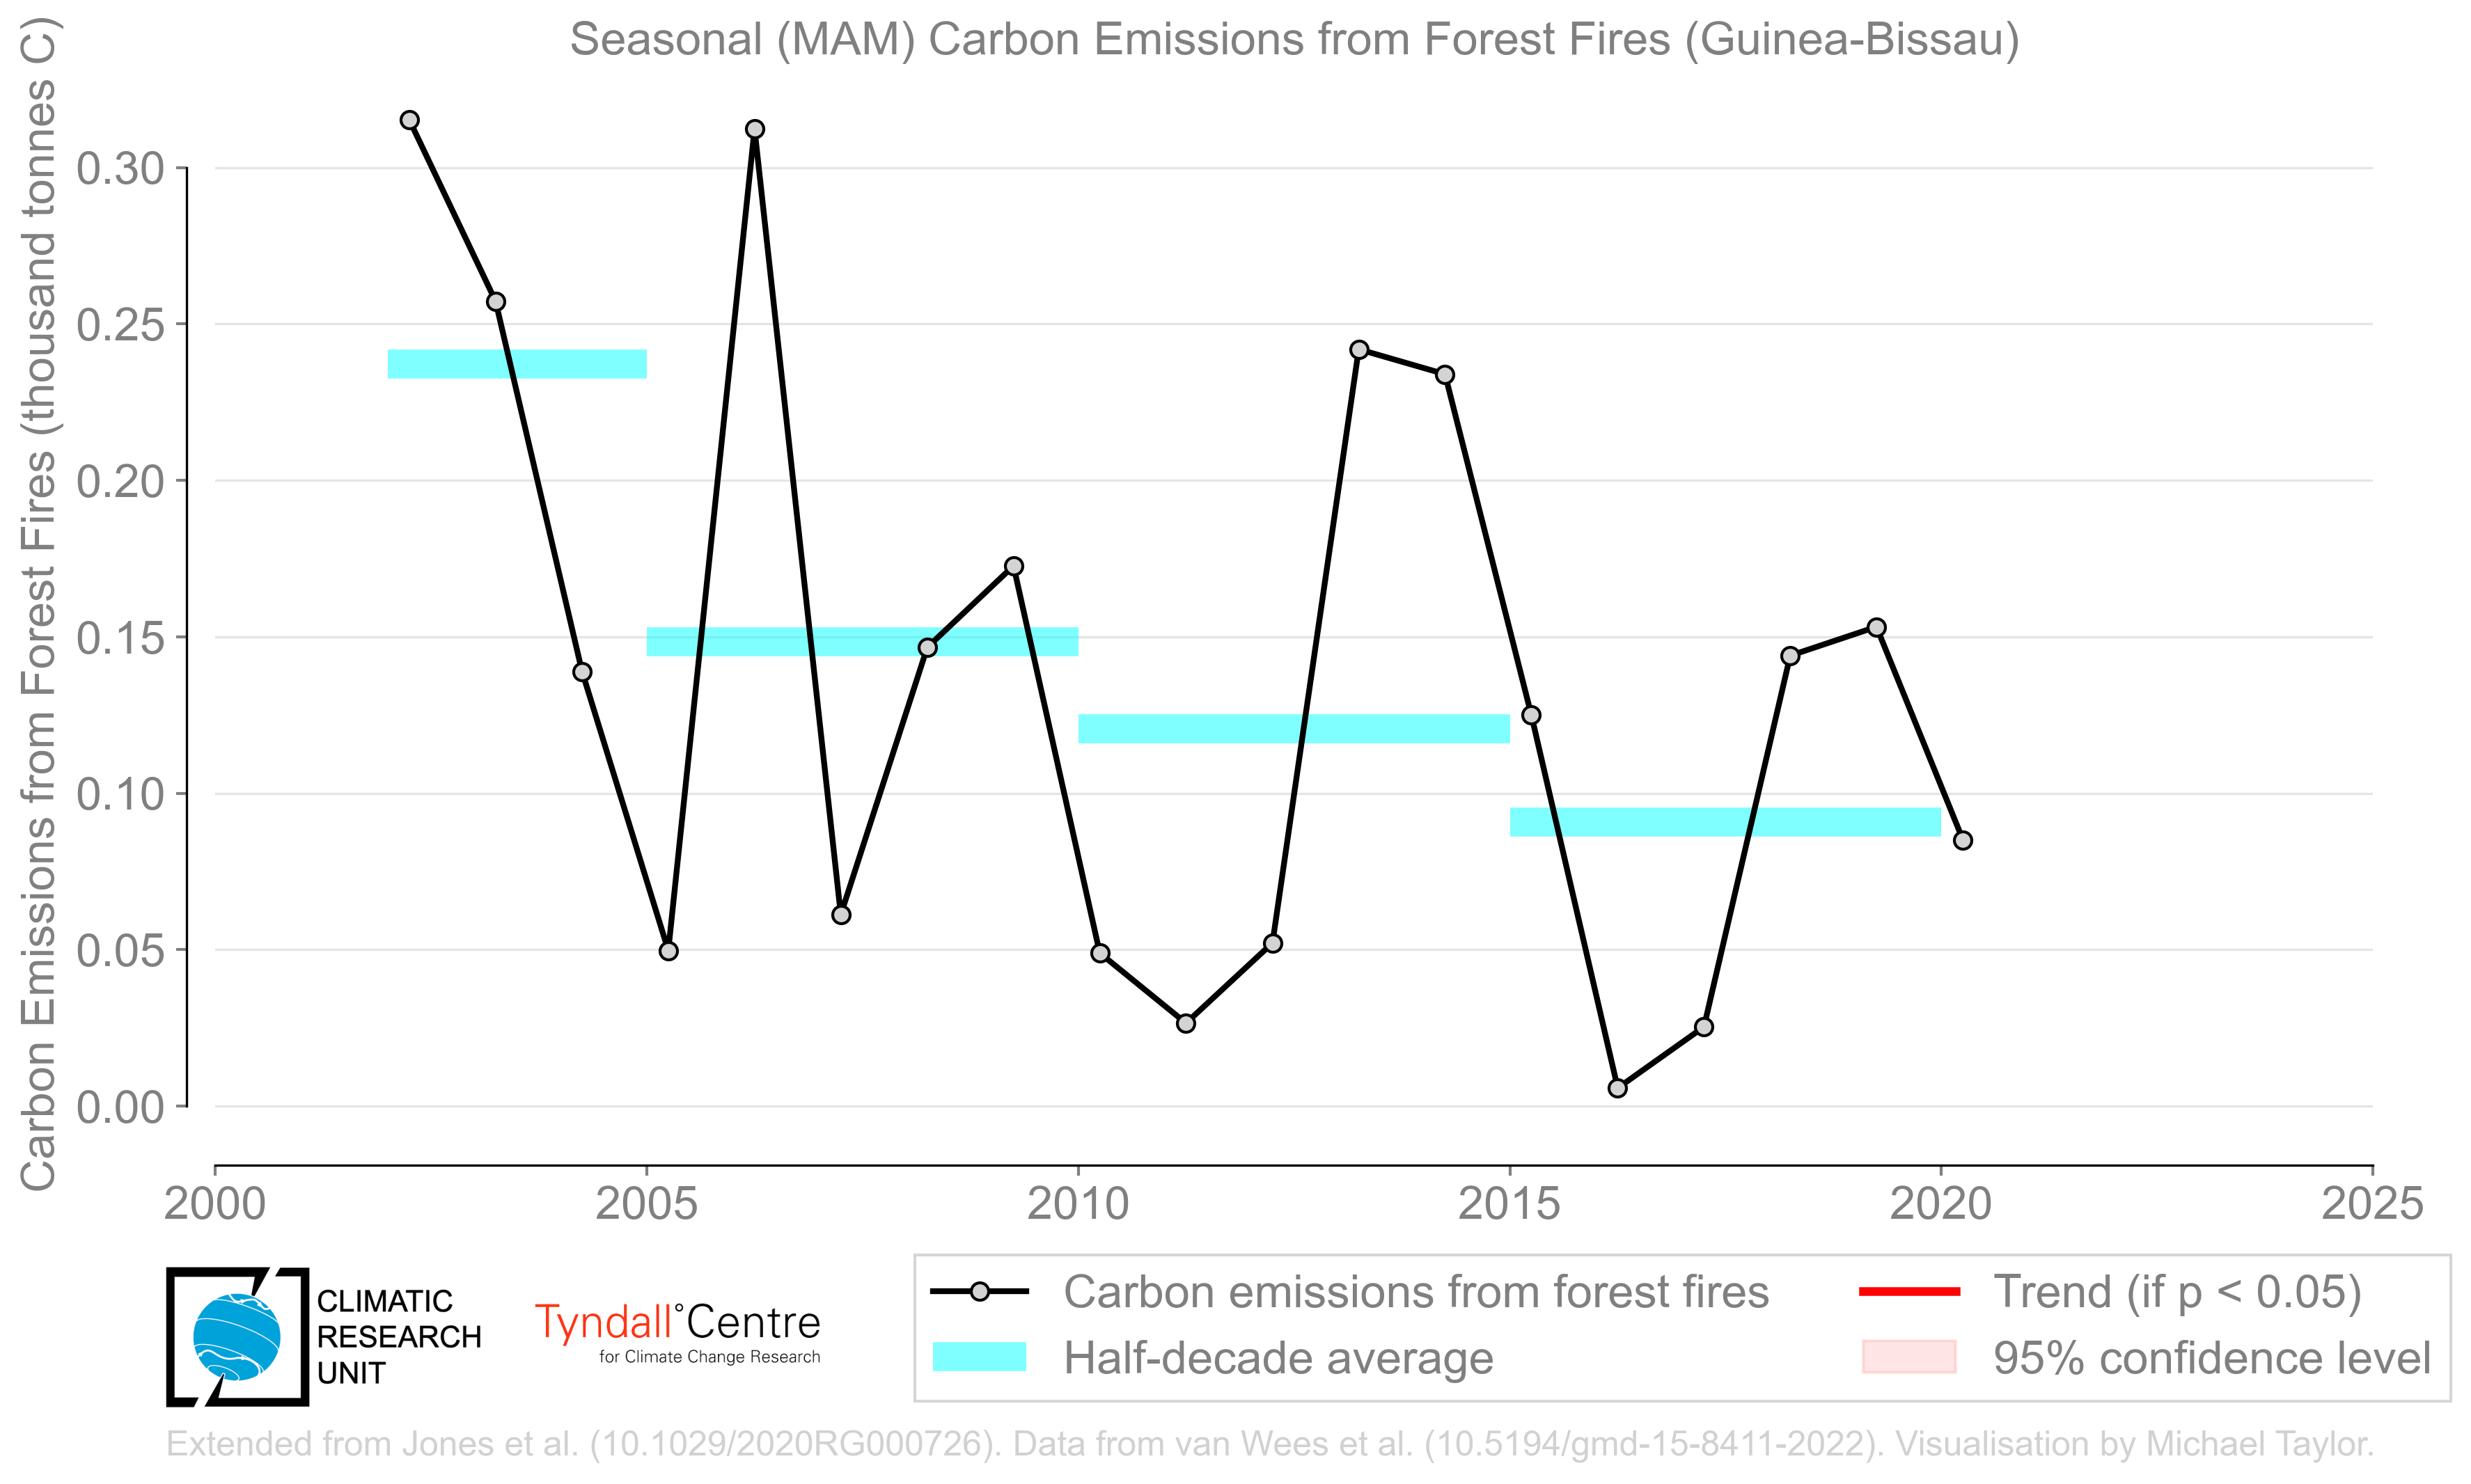 Seasonal (MAM) Carbon Emissions from Forest Fires (Guinea-Bissau)
Carbon Emissions from Forest Fires (thousand tonnes C)
0.30
0.25
0.20
0.15
0.10
0.05
0.00
2000 2005 2010 2015 2020 2025
CLIMATIC
RESEARCH
UNIT
Tyndall°Centre
for Climate Change Research
Carbon emissions from forest fires
Half-decade average
Trend (if p < 0.05)
95% confidence level
Extended from Jones et al. (10.1029/2020RG000726). Data from van Wees et al. (10.5194/gmd-15-8411-2022). Visualisation by Michael Taylor.